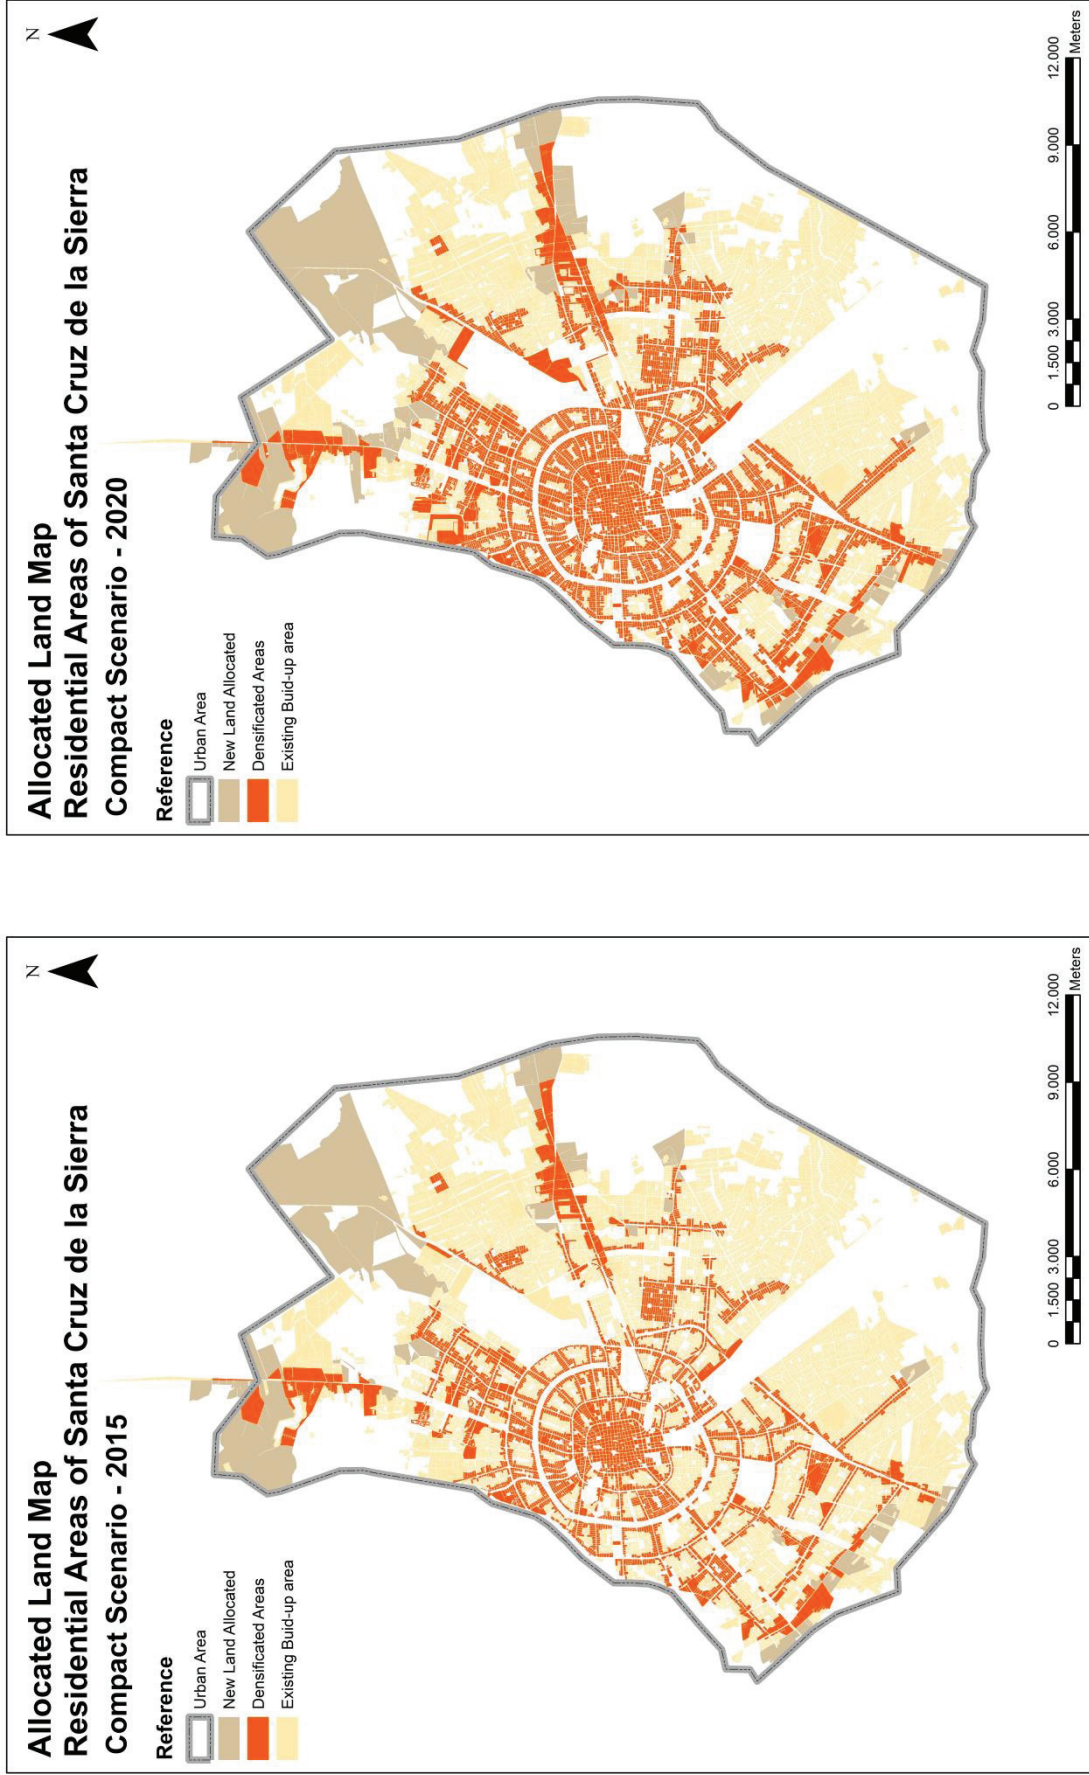 Allocated Land Map
Residential Areas of Santa Cruz de la Sierra
Compact Scenario - 2015
N
Reference
Urban Area
New Land Allocated
Densificated Areas
Existing Buid-up area
0 1.500 3.000 6.000 9.000 12.000
Meters
Allocated Land Map
Residential Areas of Santa Cruz de la Sierra
Compact Scenario - 2020
N
Reference
Urban Area
New Land Allocated
Densificated Areas
Existing Buid-up area
0 1.500 3.000 6.000 9.000 12.000
Meters